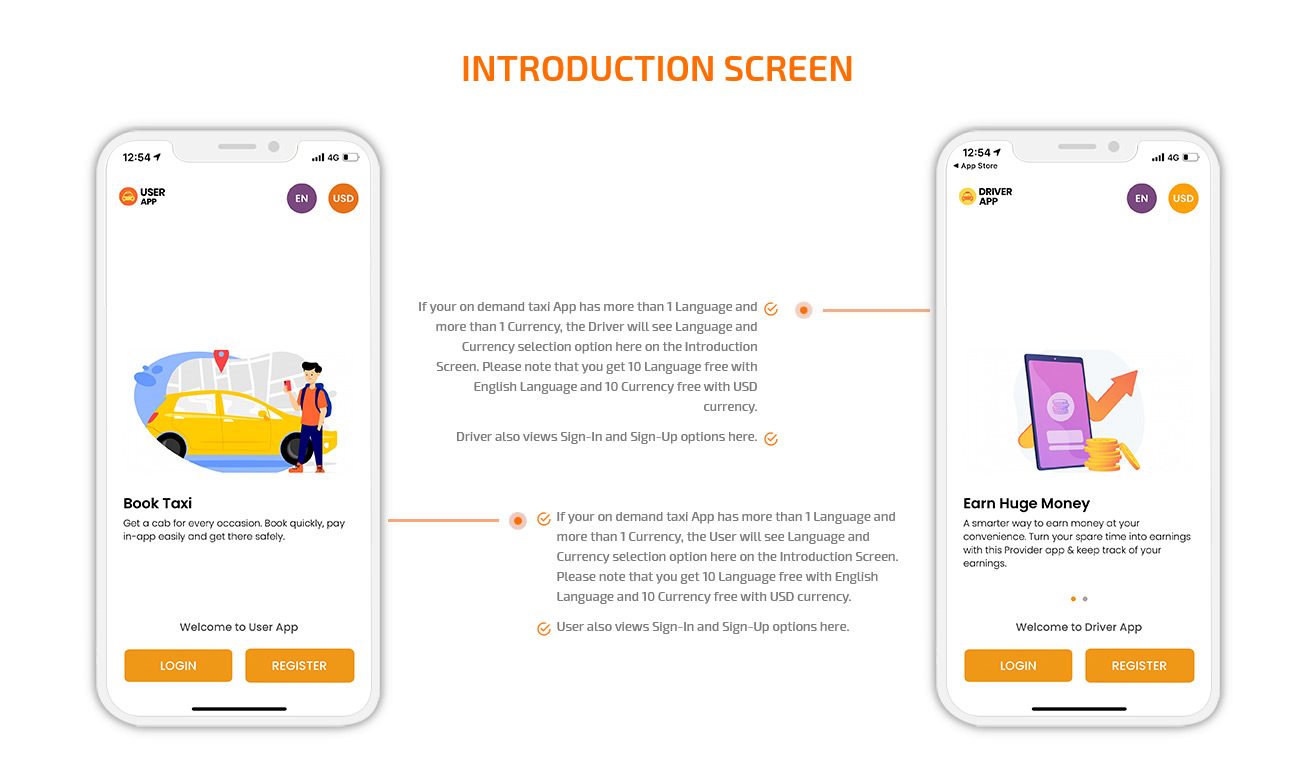 INTRODUCTION SCREEN
12:54
4G
USER
APP
EN
USD
Book Taxi
Get a cab for every occasion. Book quickly, pay
in-app easily and get there safely.
Welcome to User App
LOGIN
REGISTER
If your on demand taxi App has more than 1 Language and
more than 1 Currency, the Driver will see Language and
Currency selection option here on the Introduction
Screen. Please note that you get 10 Language free with
English Language and 10 Currency free with USD
currency.
Driver also views Sign-In and Sign-Up options here.
If your on demand taxi App has more than 1 Language and
more than 1 Currency, the User will see Language and
Currency selection option here on the Introduction Screen.
Please note that you get 10 Language free with English
Language and 10 Currency free with USD currency.
User also views Sign-In and Sign-Up options here.
12:54
4G
App Store
DRIVER
APP
EN
USD
Earn Huge Money
A smarter way to earn money at your
convenience. Turn your spare time into earnings
with this Provider app & keep track of your
earnings.
Welcome to Driver App
LOGIN
REGISTER